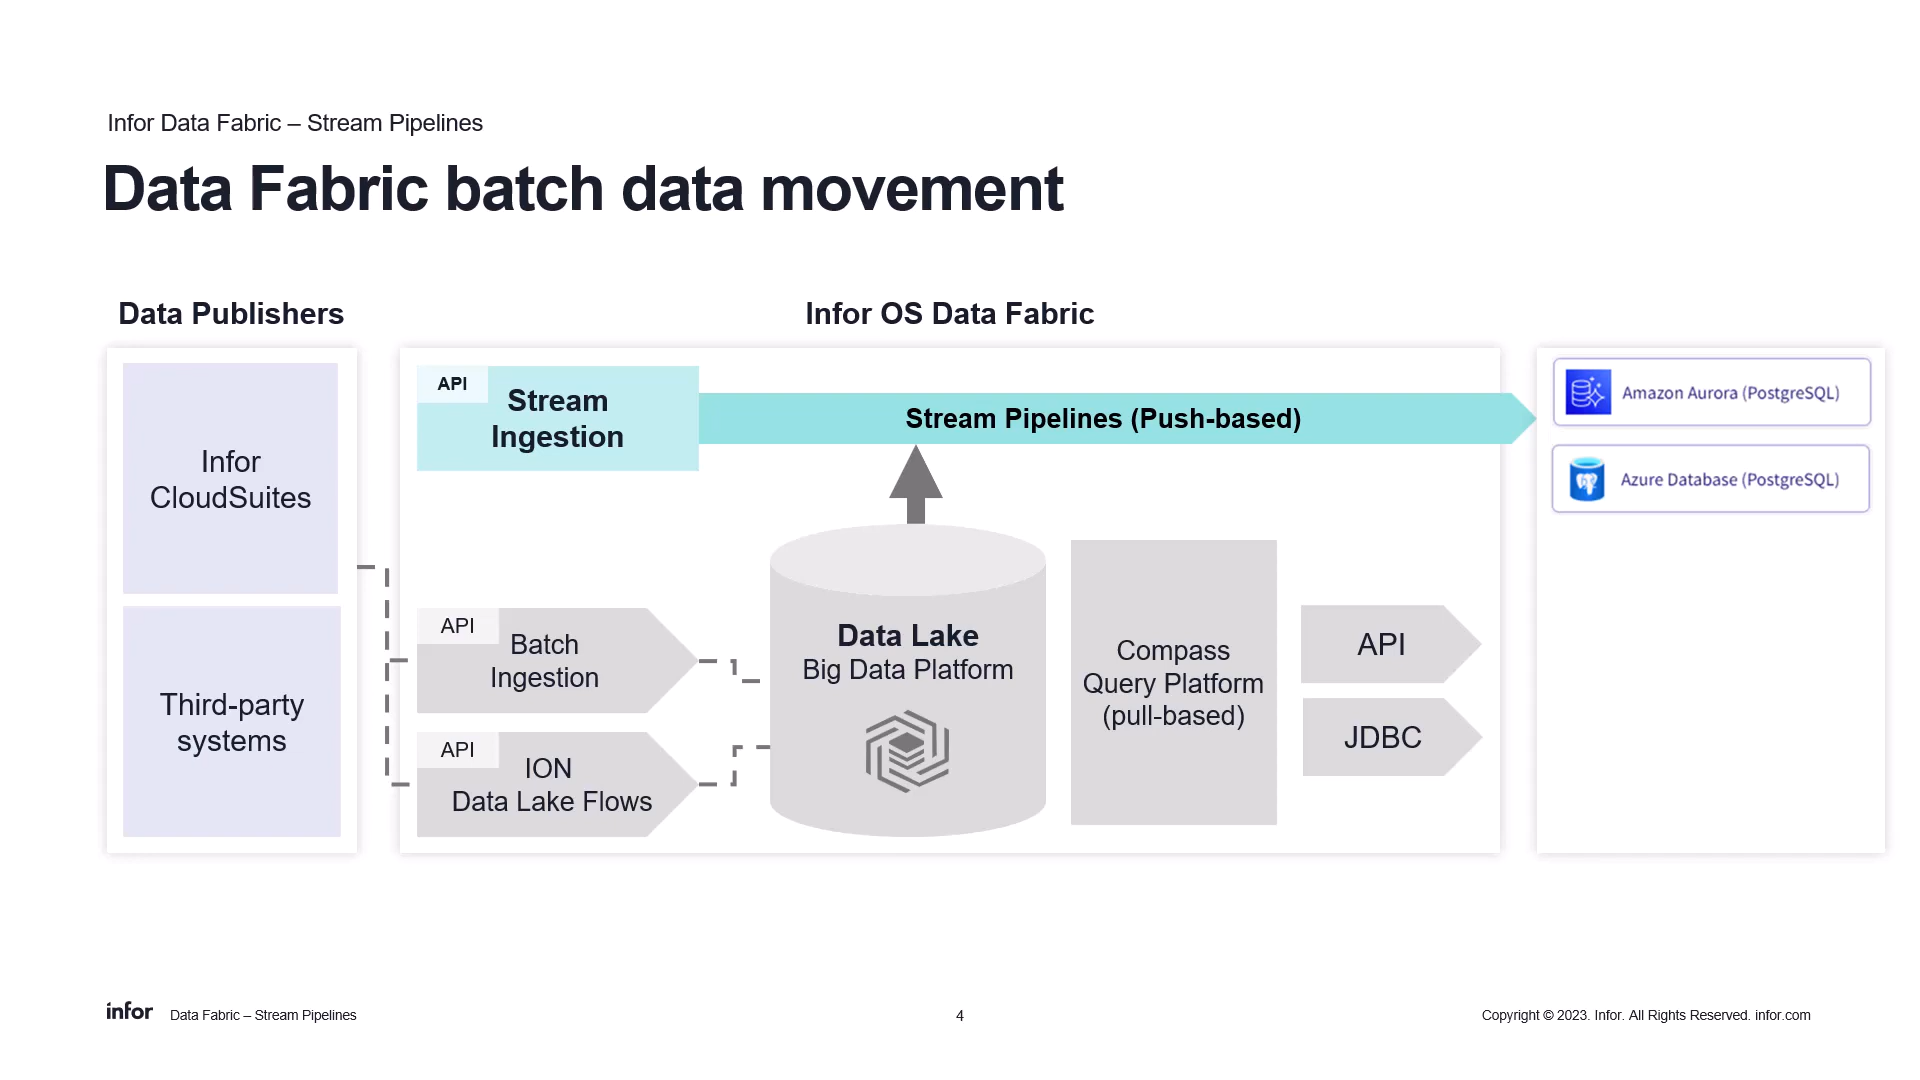 Infor Data Fabric – Stream Pipelines
Data Fabric batch data movement
Data Publishers
Infor OS Data Fabric
Infor
CloudSuites
Third-party
systems
API
Stream
Ingestion
Stream Pipelines (Push-based)
API
Batch
Ingestion
API
ION
Data Lake Flows
Data Lake
Big Data Platform
Compass
Query Platform
(pull-based)
API
JDBC
Amazon Aurora (PostgreSQL)
Azure Database (PostgreSQL)
infor
Data Fabric – Stream Pipelines
4
Copyright © 2023. Infor. All Rights Reserved. infor.com